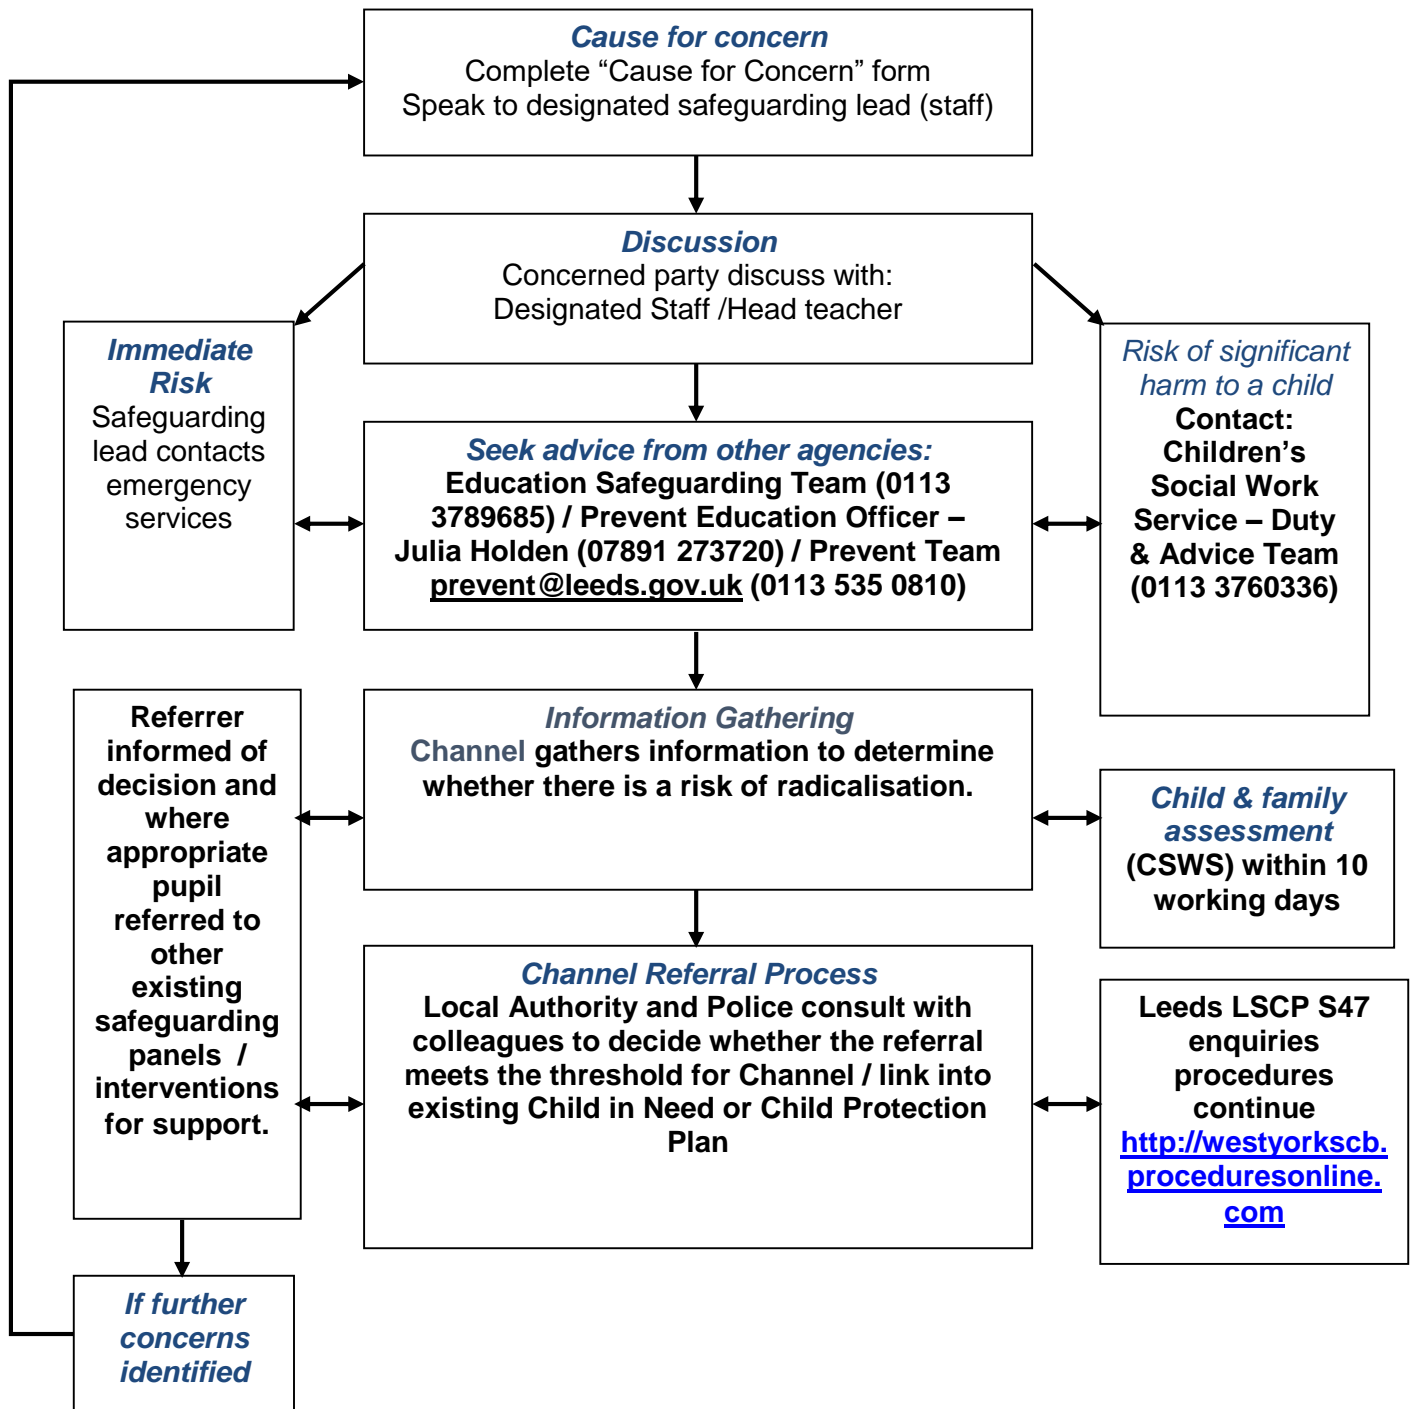 Cause for concern
Complete “Cause for Concern” form
Speak to designated safeguarding lead (staff)
Discussion
Concerned party discuss with:
Designated Staff /Head teacher
Immediate
Risk
Safeguarding
lead contacts
emergency
services
Seek advice from other agencies:
Education Safeguarding Team (0113
3789685) / Prevent Education Officer –
Julia Holden (07891 273720) / Prevent Team
prevent@leeds.gov.uk (0113 535 0810)
Risk of significant
harm to a child
Contact:
Children’s
Social Work
Service – Duty
& Advice Team
(0113 3760336)
Referrer
informed of
decision and
where
appropriate
pupil
referred to
other
existing
safeguarding
panels /
interventions
for support.
Information Gathering
Channel gathers information to determine
whether there is a risk of radicalisation.
Child & family
assessment
(CSWS) within 10
working days
Channel Referral Process
Local Authority and Police consult with
colleagues to decide whether the referral
meets the threshold for Channel / link into
existing Child in Need or Child Protection
Plan
Leeds LSCP S47
enquiries
procedures
continue
http://westyorkscb.
proceduresonline.
com
If further
concerns
identified